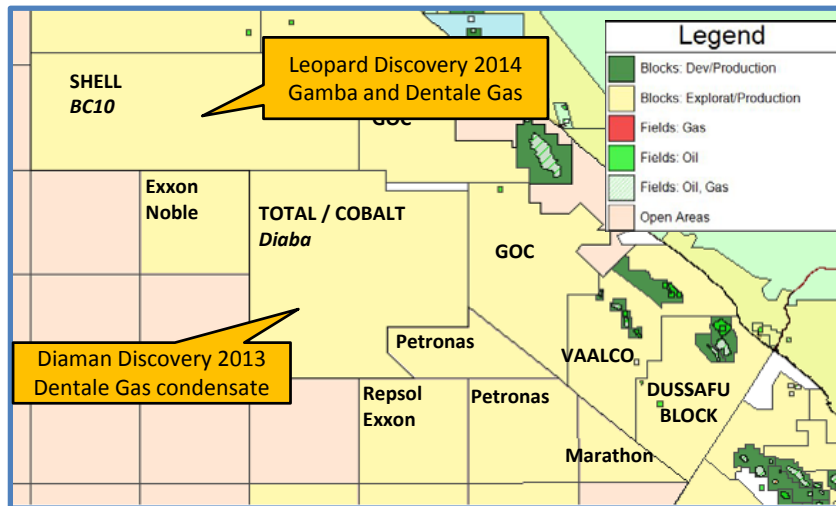 Leopard Discovery 2014
Gamba and Dentale Gas
SHELL
BC10
GOC
Legend
Blocks: Dev/Production
Blocks: Explorat/Production
Fields: Gas
Fields: Oil
Fields: Oil, Gas
Open Areas
Exxon
Noble
TOTAL / COBALT
Diaba
GOC
Diaman Discovery 2013
Dentale Gas condensate
Petronas
VAALCO
DUSSAFU
BLOCK
Repsol
Exxon
Petronas
Marathon